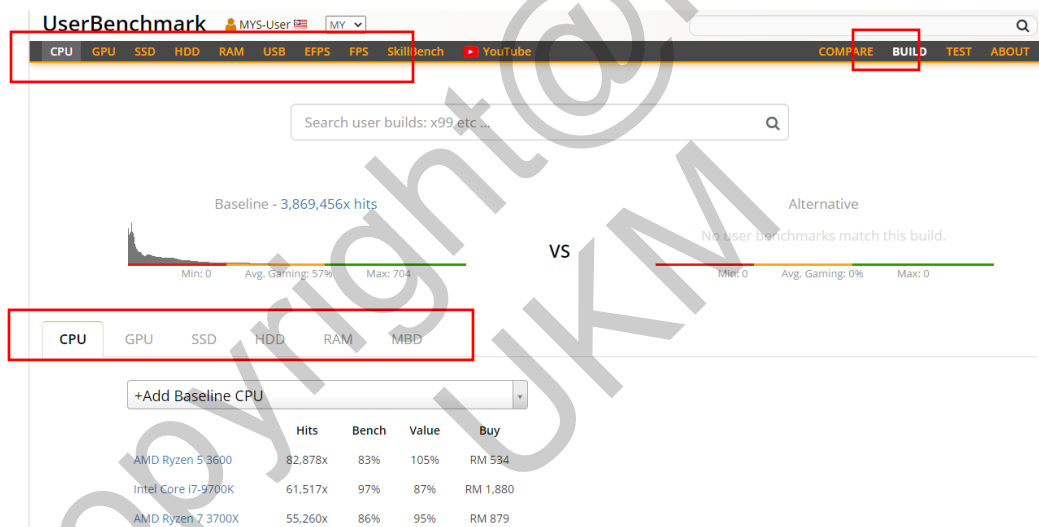 UserBenchmark MYS-User MY
CPU GPU SSD HDD RAM USB EFPS FPS SkillBench YouTube COMPARE BUILD TEST ABOUT
Search user builds: x99 etc ...
Baseline - 3,869,456x hits
Alternative
No user benchmarks match this build.
VS
Min: 0 Avg. Gaming: 57% Max: 704
Min: 0 Avg. Gaming: 0% Max: 0
CPU GPU SSD HDD RAM MBD
+Add Baseline CPU
Hits Bench Value Buy
AMD Ryzen 5 3600 82,878x 83% 105% RM 534
Intel Core i7-9700K 61,517x 97% 87% RM 1,880
AMD Ryzen 7 3700X 55,260x 86% 95% RM 879
opyright@
UKM